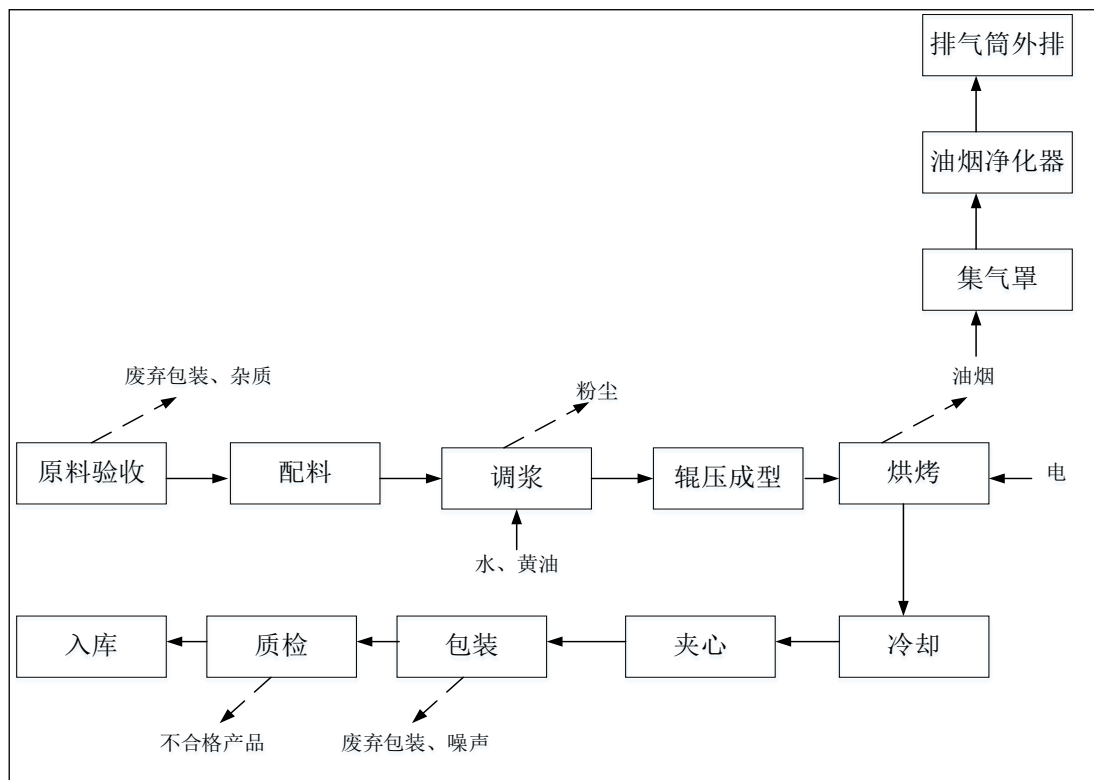 排气筒外排
油烟净化器
集气罩
废弃包装、杂质
粉尘
油烟
原料验收
配料
调浆
辊压成型
烘烤
电
水、黄油
入库
质检
包装
夹心
冷却
不合格产品
废弃包装、噪声